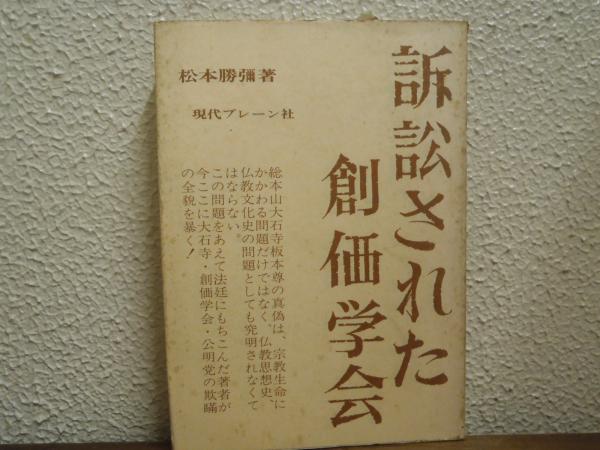 訴訟された
創価学会
松本勝彌著
現代ブレーン社
総本山大石寺板本尊の真偽は、宗教生命に
かかわる問題だけではなく、仏教思想史、
仏教文化史の問題としても究明されなくて
はならない。
この問題をあえて法廷にもちこんだ著者が
今ここに大石寺・創価学会・公明党の欺瞞
の全貌を暴く!